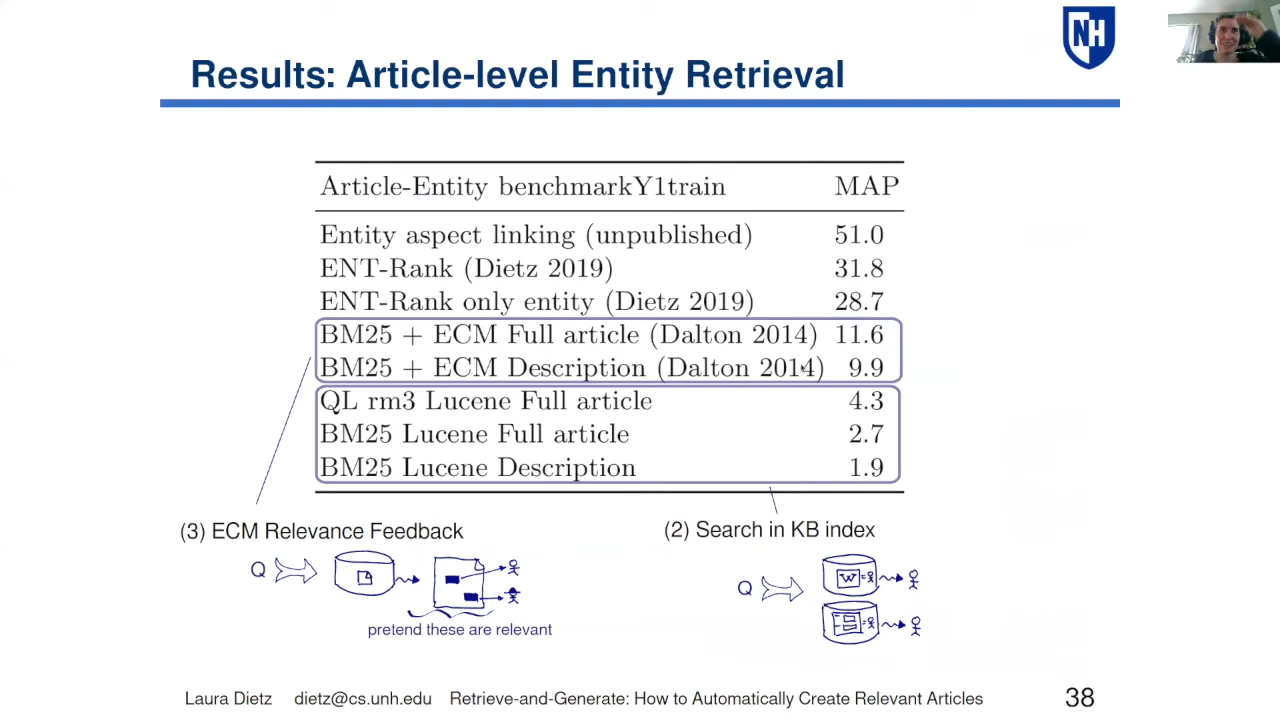 NH
Results: Article-level Entity Retrieval
Article-Entity benchmarkY1train MAP
Entity aspect linking (unpublished) 51.0
ENT-Rank (Dietz 2019) 31.8
ENT-Rank only entity (Dietz 2019) 28.7
BM25 + ECM Full article (Dalton 2014) 11.6
BM25 + ECM Description (Dalton 2014) 9.9
QL rm3 Lucene Full article 4.3
BM25 Lucene Full article 2.7
BM25 Lucene Description 1.9
(3) ECM Relevance Feedback
Q
pretend these are relevant
(2) Search in KB index
Q
W
Laura Dietz dietz@cs.unh.edu Retrieve-and-Generate: How to Automatically Create Relevant Articles 38